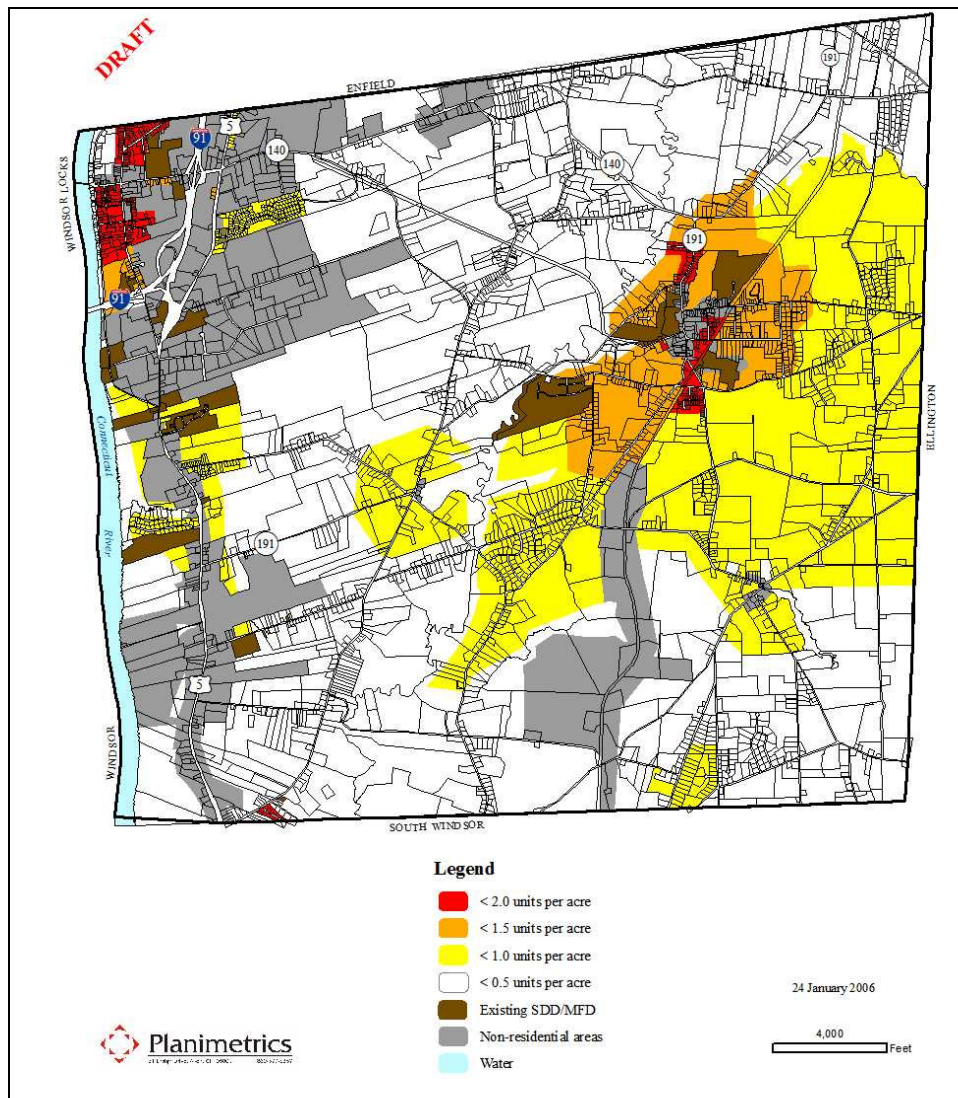 DRAFT
ENFIELD
191
5
91
140
140
WINDSOR LOCKS
191
91
Connecticut River
ELLINGTON
191
5
WINDSOR
SOUTH WINDSOR
Legend
< 2.0 units per acre
< 1.5 units per acre
< 1.0 units per acre
< 0.5 units per acre
Existing SDD/MFD
Non-residential areas
Water
24 January 2006
4,000
Feet
Planimetrics